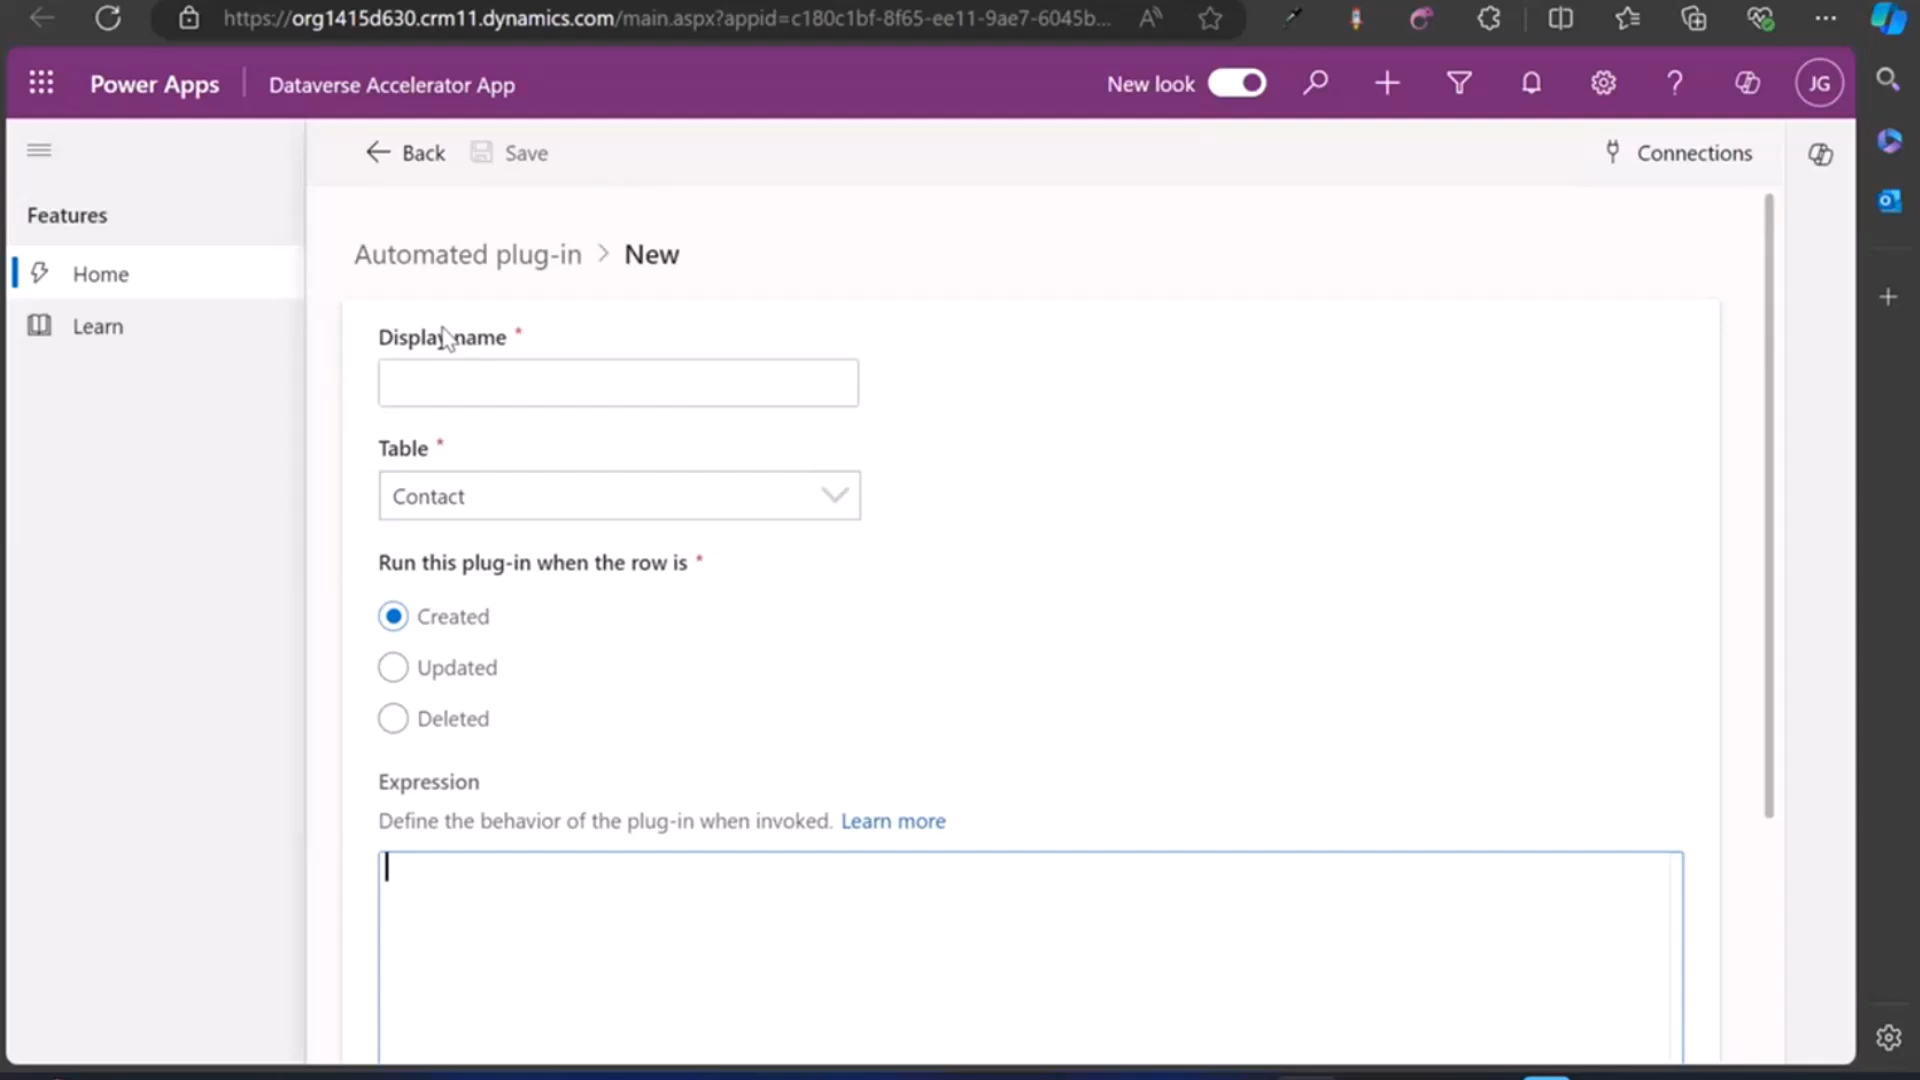 https://org1415d630.crm11.dynamics.com/main.aspx?appid=c180c1bf-8f65-ee11-9ae7-6045b...
Power Apps
Dataverse Accelerator App
New look
JG
Back
Save
Connections
Features
Home
Learn
Automated plug-in > New
Display name *
Table *
Contact
Run this plug-in when the row is *
Created
Updated
Deleted
Expression
Define the behavior of the plug-in when invoked. Learn more